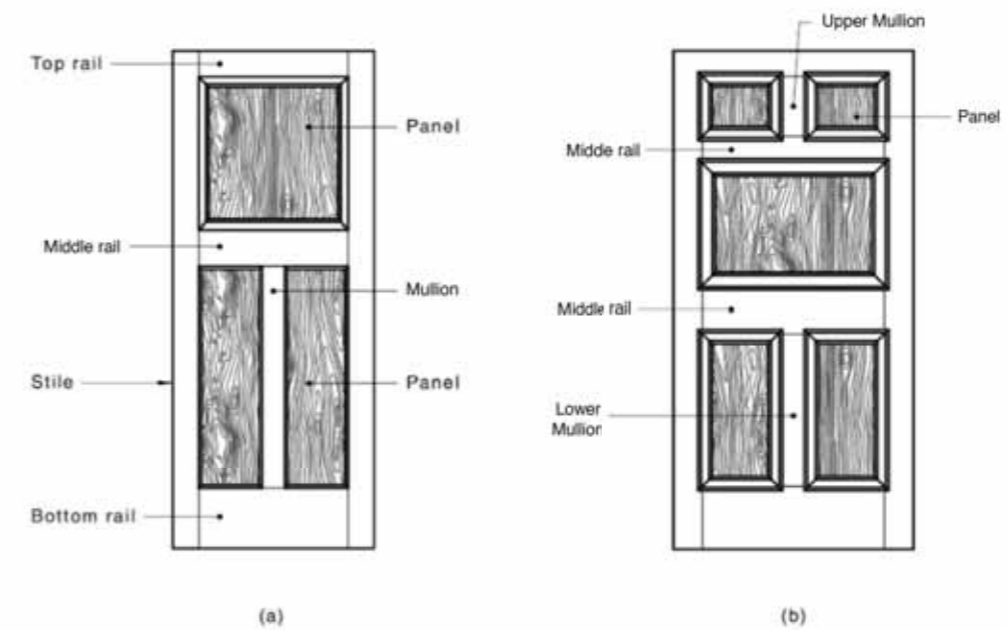 Top rail
Panel
Middle rail
Mullion
Stile
Panel
Bottom rail
(a)
Upper Mullion
Panel
Midde rail
Middle rail
Lower
Mullion
(b)